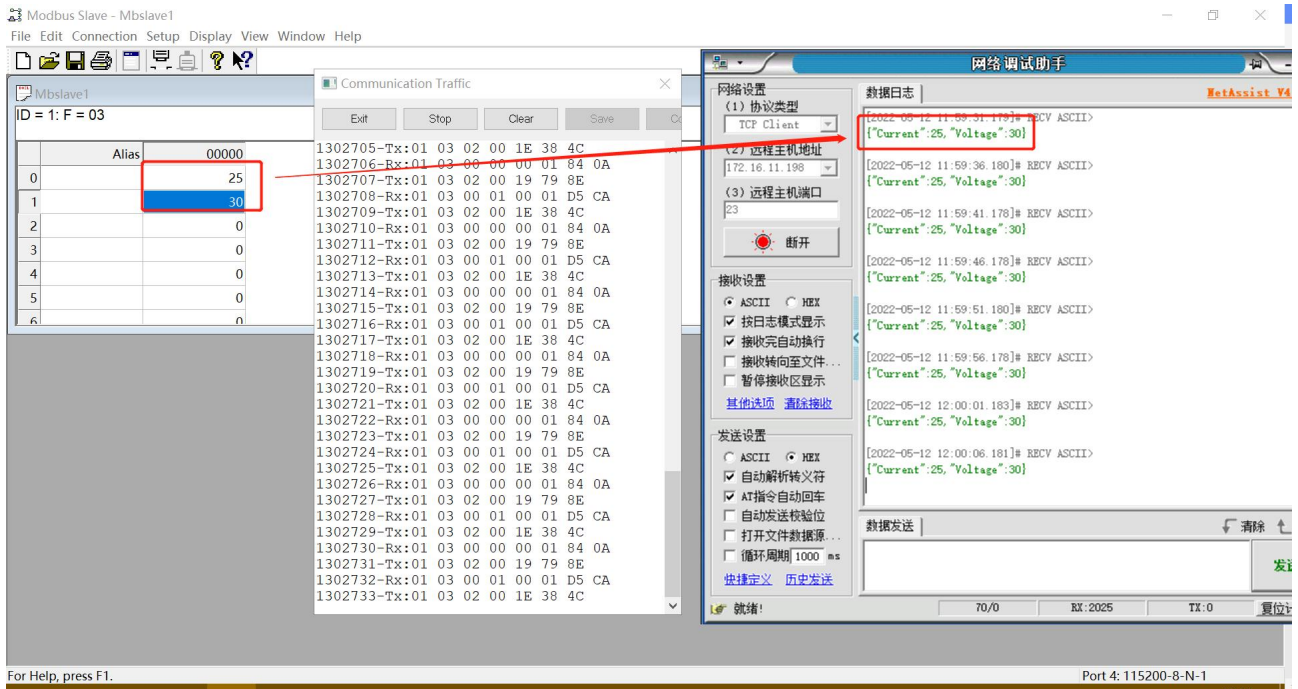 Modbus Slave - Mbslave1
File Edit Connection Setup Display View Window Help
Mbslave1
ID = 1: F = 03
Alias 00000
0 25
1 30
2 0
3 0
4 0
5 0
6 0
Communication Traffic
Exit Stop Clear Save
1302705-Tx:01 03 02 00 1E 38 4C
1302706-Rx:01 03 00 00 00 01 84 0A
1302707-Tx:01 03 02 00 19 79 8E
1302708-Rx:01 03 00 01 00 01 D5 CA
1302709-Tx:01 03 02 00 1E 38 4C
1302710-Rx:01 03 00 00 00 01 84 0A
1302711-Tx:01 03 02 00 19 79 8E
1302712-Rx:01 03 00 01 00 01 D5 CA
1302713-Tx:01 03 02 00 1E 38 4C
1302714-Rx:01 03 00 00 00 01 84 0A
1302715-Tx:01 03 02 00 19 79 8E
1302716-Rx:01 03 00 01 00 01 D5 CA
1302717-Tx:01 03 02 00 1E 38 4C
1302718-Rx:01 03 00 00 00 01 84 0A
1302719-Tx:01 03 02 00 19 79 8E
1302720-Rx:01 03 00 01 00 01 D5 CA
1302721-Tx:01 03 02 00 1E 38 4C
1302722-Rx:01 03 00 00 00 01 84 0A
1302723-Tx:01 03 02 00 19 79 8E
1302724-Rx:01 03 00 01 00 01 D5 CA
1302725-Tx:01 03 02 00 1E 38 4C
1302726-Rx:01 03 00 00 00 01 84 0A
1302727-Tx:01 03 02 00 19 79 8E
1302728-Rx:01 03 00 01 00 01 D5 CA
1302729-Tx:01 03 02 00 1E 38 4C
1302730-Rx:01 03 00 00 00 01 84 0A
1302731-Tx:01 03 02 00 19 79 8E
1302732-Rx:01 03 00 01 00 01 D5 CA
1302733-Tx:01 03 02 00 1E 38 4C
网络调试助手
网络设置
(1) 协议类型
TCP Client
(2) 远程主机地址
172.16.11.198
(3) 远程主机端口
23
断开
接收设置
ASCII HEX
按日志模式显示
接收完自动换行
接收转向至文件...
暂停接收区显示
其他选项 清除接收
发送设置
ASCII HEX
自动解析转义符
AT指令自动回车
自动发送校验位
打开文件数据源...
循环周期 1000 ms
快捷定义 历史发送
数据日志 NetAssist V4
[2022-05-12 11:59:31.179]# RECV ASCII>
{"Current":25,"Voltage":30}
[2022-05-12 11:59:36.180]# RECV ASCII>
{"Current":25,"Voltage":30}
[2022-05-12 11:59:41.178]# RECV ASCII>
{"Current":25,"Voltage":30}
[2022-05-12 11:59:46.178]# RECV ASCII>
{"Current":25,"Voltage":30}
[2022-05-12 11:59:51.180]# RECV ASCII>
{"Current":25,"Voltage":30}
[2022-05-12 11:59:56.178]# RECV ASCII>
{"Current":25,"Voltage":30}
[2022-05-12 12:00:01.183]# RECV ASCII>
{"Current":25,"Voltage":30}
[2022-05-12 12:00:06.181]# RECV ASCII>
{"Current":25,"Voltage":30}
数据发送 清除
就绪! 70/0 RX:2025 TX:0
For Help, press F1. Port 4: 115200-8-N-1